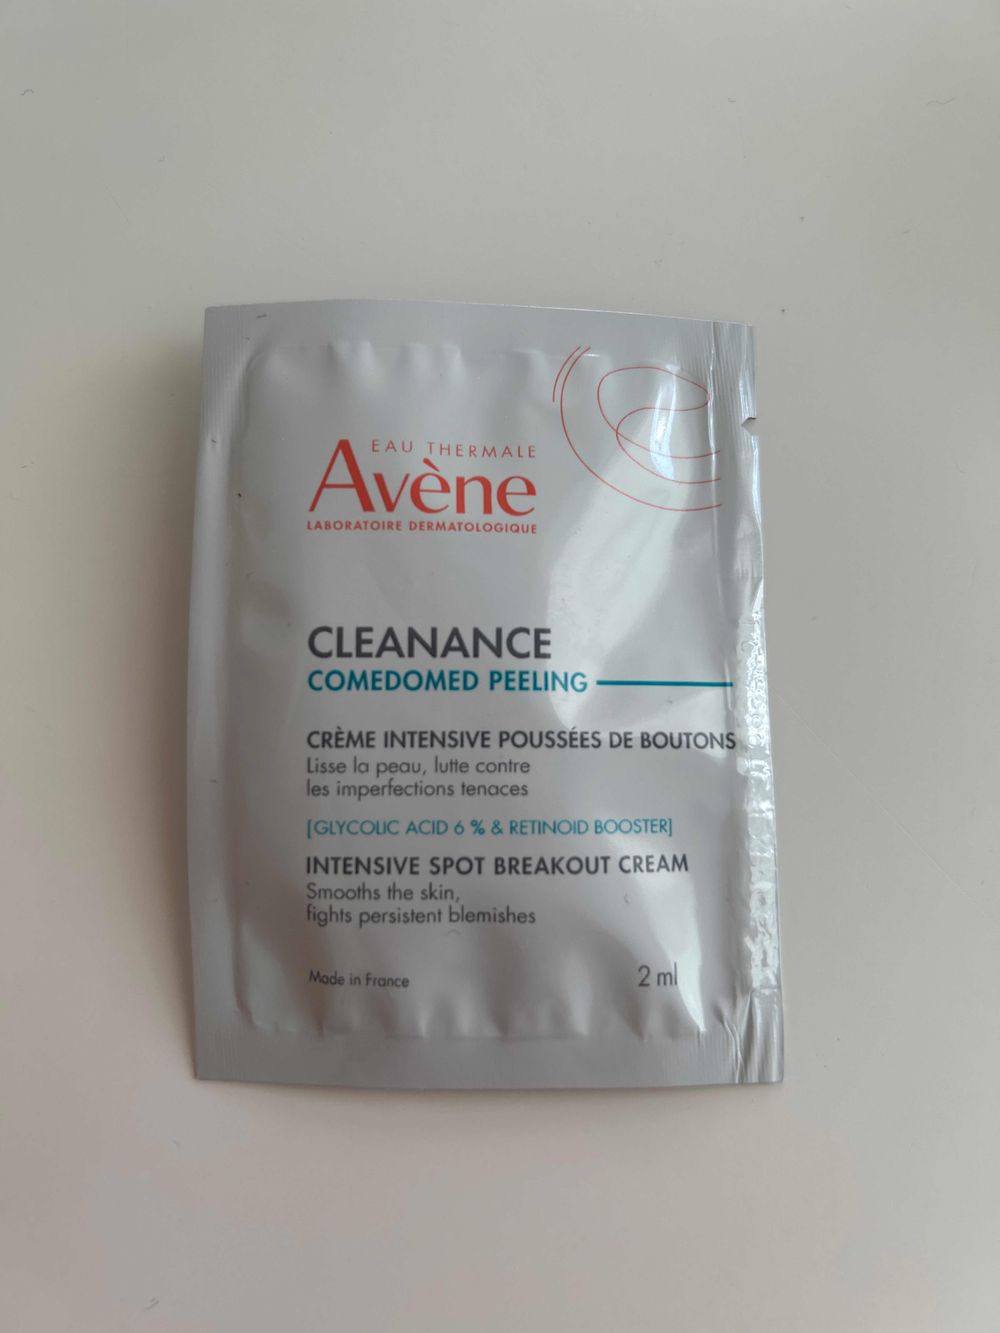 EAU THERMALE
Avène
LABORATOIRE DERMATOLOGIQUE
CLEANANCE
COMEDOMED PEELING
CRÈME INTENSIVE POUSSÉES DE BOUTONS
Lisse la peau, lutte contre
les imperfections tenaces
[GLYCOLIC ACID 6 % & RETINOID BOOSTER]
INTENSIVE SPOT BREAKOUT CREAM
Smooths the skin,
fights persistent blemishes
Made in France
2 ml